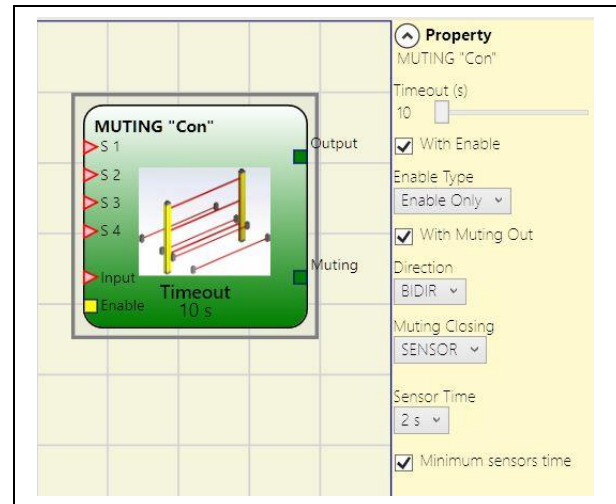 MUTING "Con"
S 1
S 2
S 3
S 4
Input
Enable
Output
Muting
Timeout
10 s
Property
MUTING "Con"
Timeout (s)
10
With Enable
Enable Type
Enable Only
With Muting Out
Direction
BIDIR
Muting Closing
SENSOR
Sensor Time
2 s
Minimum sensors time